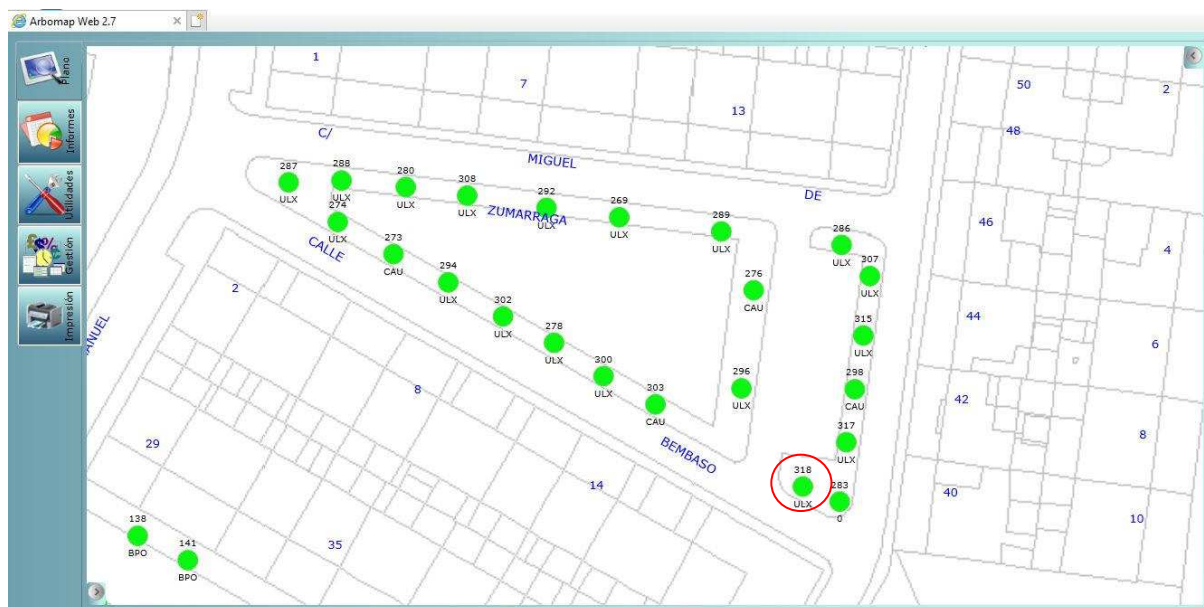 Arbomap Web 2.7
Plano
Informes
Utilidades
Gestión
Impresión
1
7
13
50
2
48
C/
MIGUEL
DE
ZUMARRAGA
287
ULX
288
ULX
280
ULX
308
ULX
292
ULX
269
ULX
289
ULX
286
ULX
307
ULX
46
4
274
ULX
273
CAU
CALLE
294
ULX
276
CAU
2
302
ULX
315
ULX
44
6
278
ULX
300
ULX
296
ULX
298
CAU
303
CAU
8
42
8
317
ULX
BEMBASO
29
318
ULX
283
0
14
40
10
138
BPO
141
BPO
35